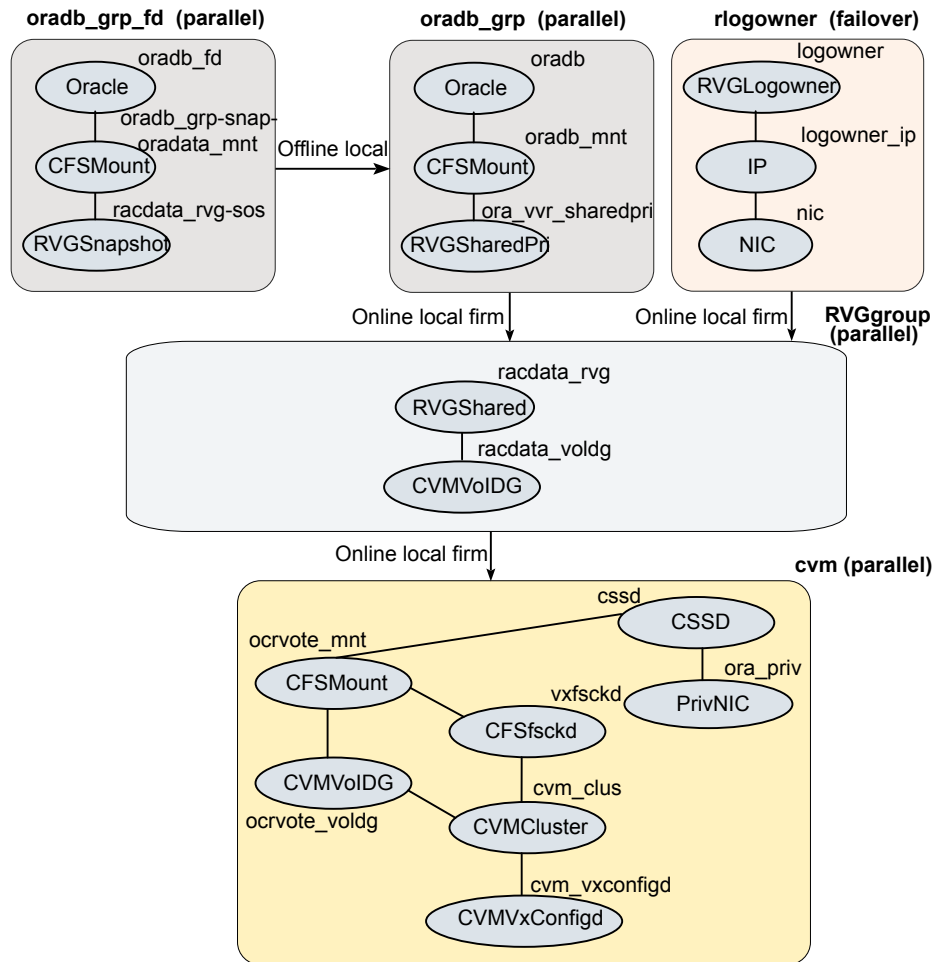 oradb_grp_fd (parallel)
oradb_grp (parallel)
rlogowner (failover)
oradb_fd
Oracle
oradb_grp-snap-
oradata_mnt
CFSMount
racdata_rvg-sos
RVGSnapshot
Offline local
oradb
Oracle
oradb_mnt
CFSMount
ora_vvr_sharedpri
RVGSharedPri
logowner
RVGLogowner
logowner_ip
IP
nic
NIC
Online local firm
Online local firm
RVGgroup
(parallel)
racdata_rvg
RVGShared
racdata_voldg
CVMVolDG
Online local firm
cvm (parallel)
cssd
CSSD
ocrvote_mnt
CFSMount
ora_priv
PrivNIC
vxfsckd
CFSfsckd
CVMVolDG
ocrvote_voldg
cvm_clus
CVMCluster
cvm_vxconfigd
CVMVxConfigd